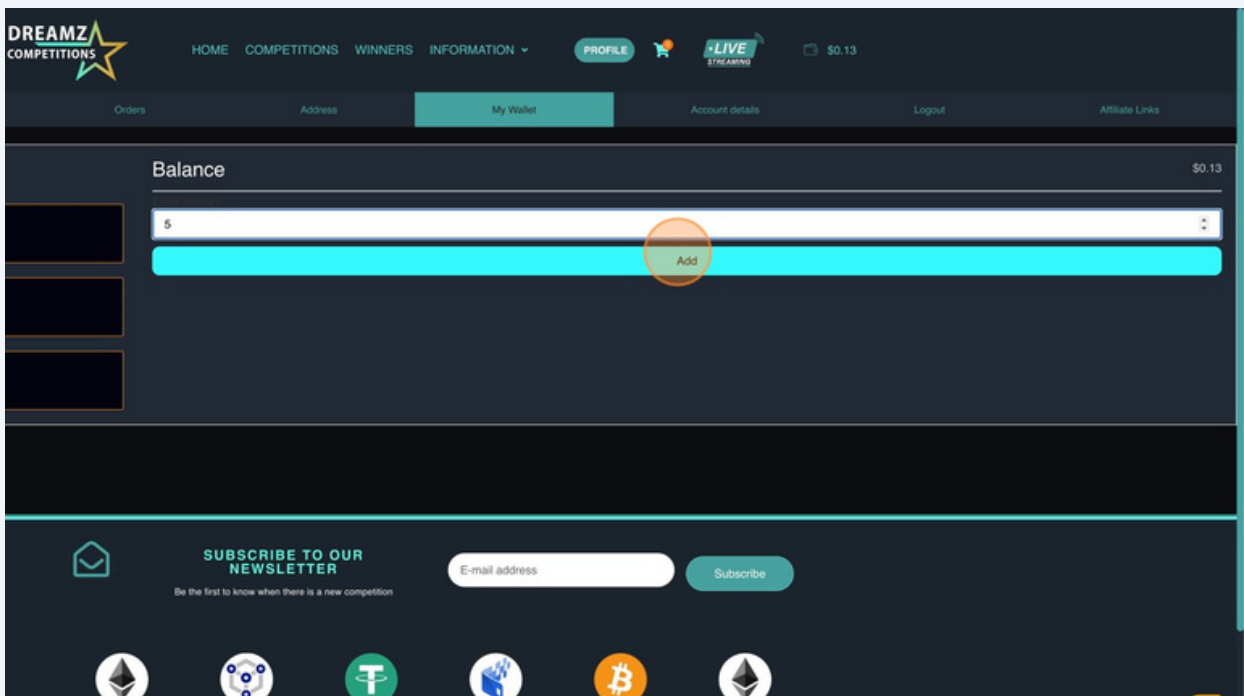 DREAMZ
COMPETITIONS
HOME COMPETITIONS WINNERS INFORMATION PROFILE
•LIVE
STREAMING
$0.13
Orders Address My Wallet Account details Logout Affiliate Links
Balance $0.13
Enter amount
5
Add
SUBSCRIBE TO OUR
NEWSLETTER
Be the first to know when there is a new competition
E-mail address
Subscribe